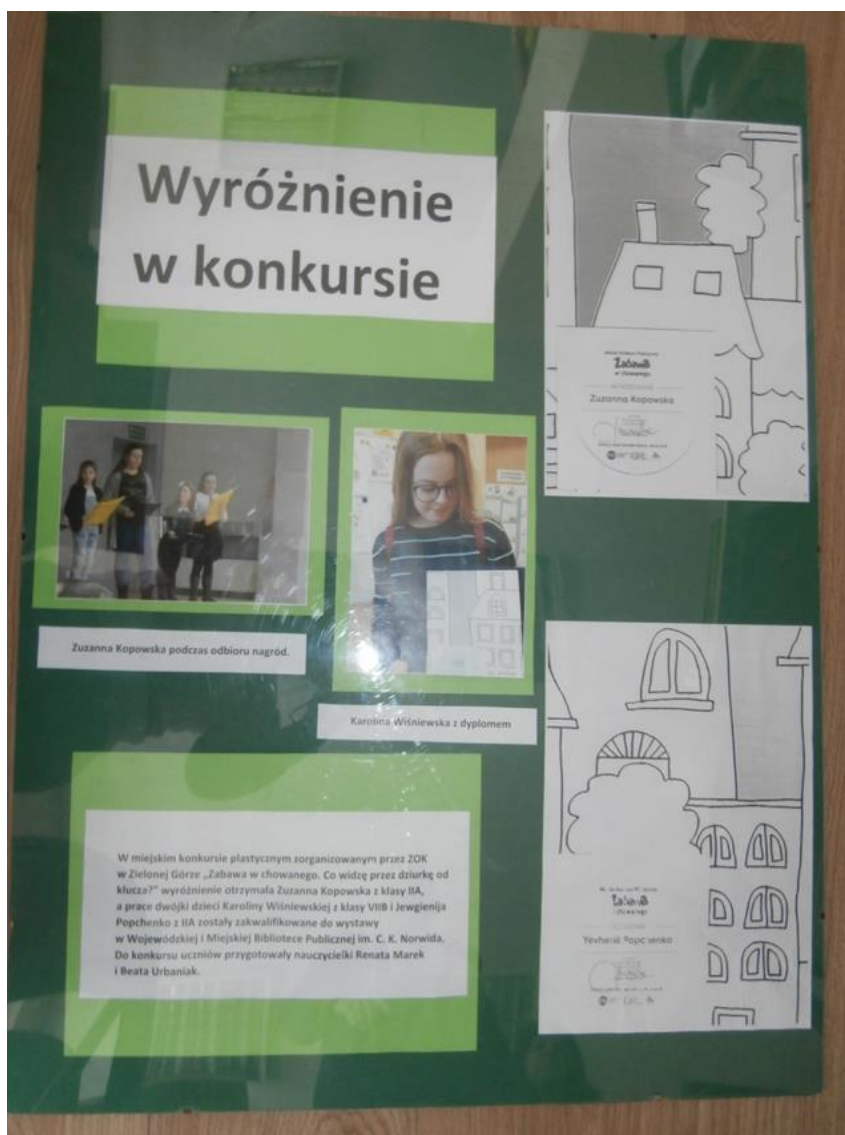 Wyróżnienie
w konkursie
Zabawa
w chowanego
Zuzanna Kopowska
Zuzanna Kopowska podczas odbioru nagród.
Karolina Wiśniewska z dyplomem
W miejskim konkursie plastycznym zorganizowanym przez ZOK
w Zielonej Górze „Zabawa w chowanego. Co widzę przez dziurkę od
klucza?" wyróżnienie otrzymała Zuzanna Kopowska z klasy IIA,
a prace dwójki dzieci Karoliny Wiśniewskiej z klasy VIIB i Jewgienija
Popchenko z IIA zostały zakwalifikowane do wystawy
w Wojewódzkiej i Miejskiej Bibliotece Publicznej im. C. K. Norwida.
Do konkursu uczniów przygotowały nauczycielki Renata Marek
i Beata Urbaniak.
Zabawa
w chowanego